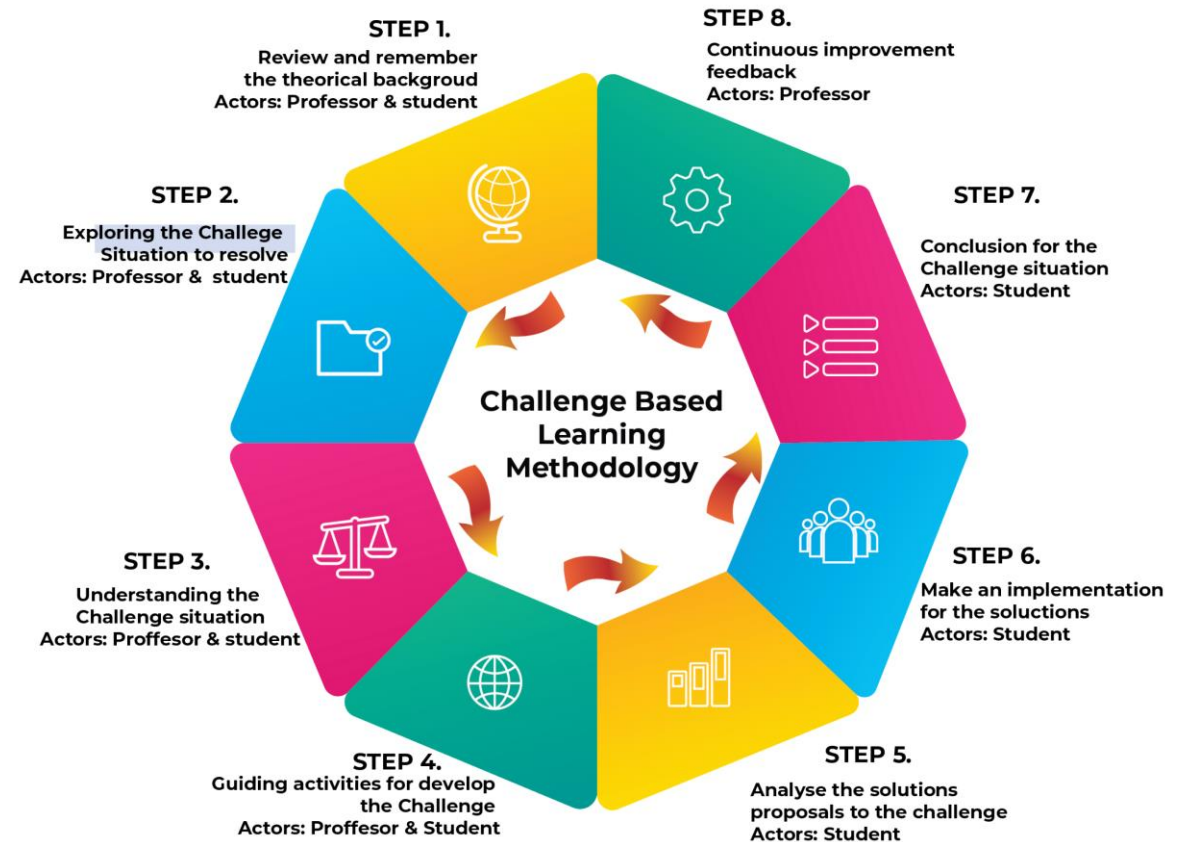 STEP 1.
Review and remember
the theorical backgroud
Actors: Professor & student
STEP 2.
Exploring the Challege
Situation to resolve
Actors: Professor & student
STEP 3.
Understanding the
Challenge situation
Actors: Proffesor & student
STEP 4.
Guiding activities for develop
the Challenge
Actors: Proffesor & Student
STEP 5.
Analyse the solutions
proposals to the challenge
Actors: Student
STEP 6.
Make an implementation
for the soluctions
Actors: Student
STEP 7.
Conclusion for the
Challenge situation
Actors: Student
STEP 8.
Continuous improvement
feedback
Actors: Professor
Challenge Based
Learning
Methodology